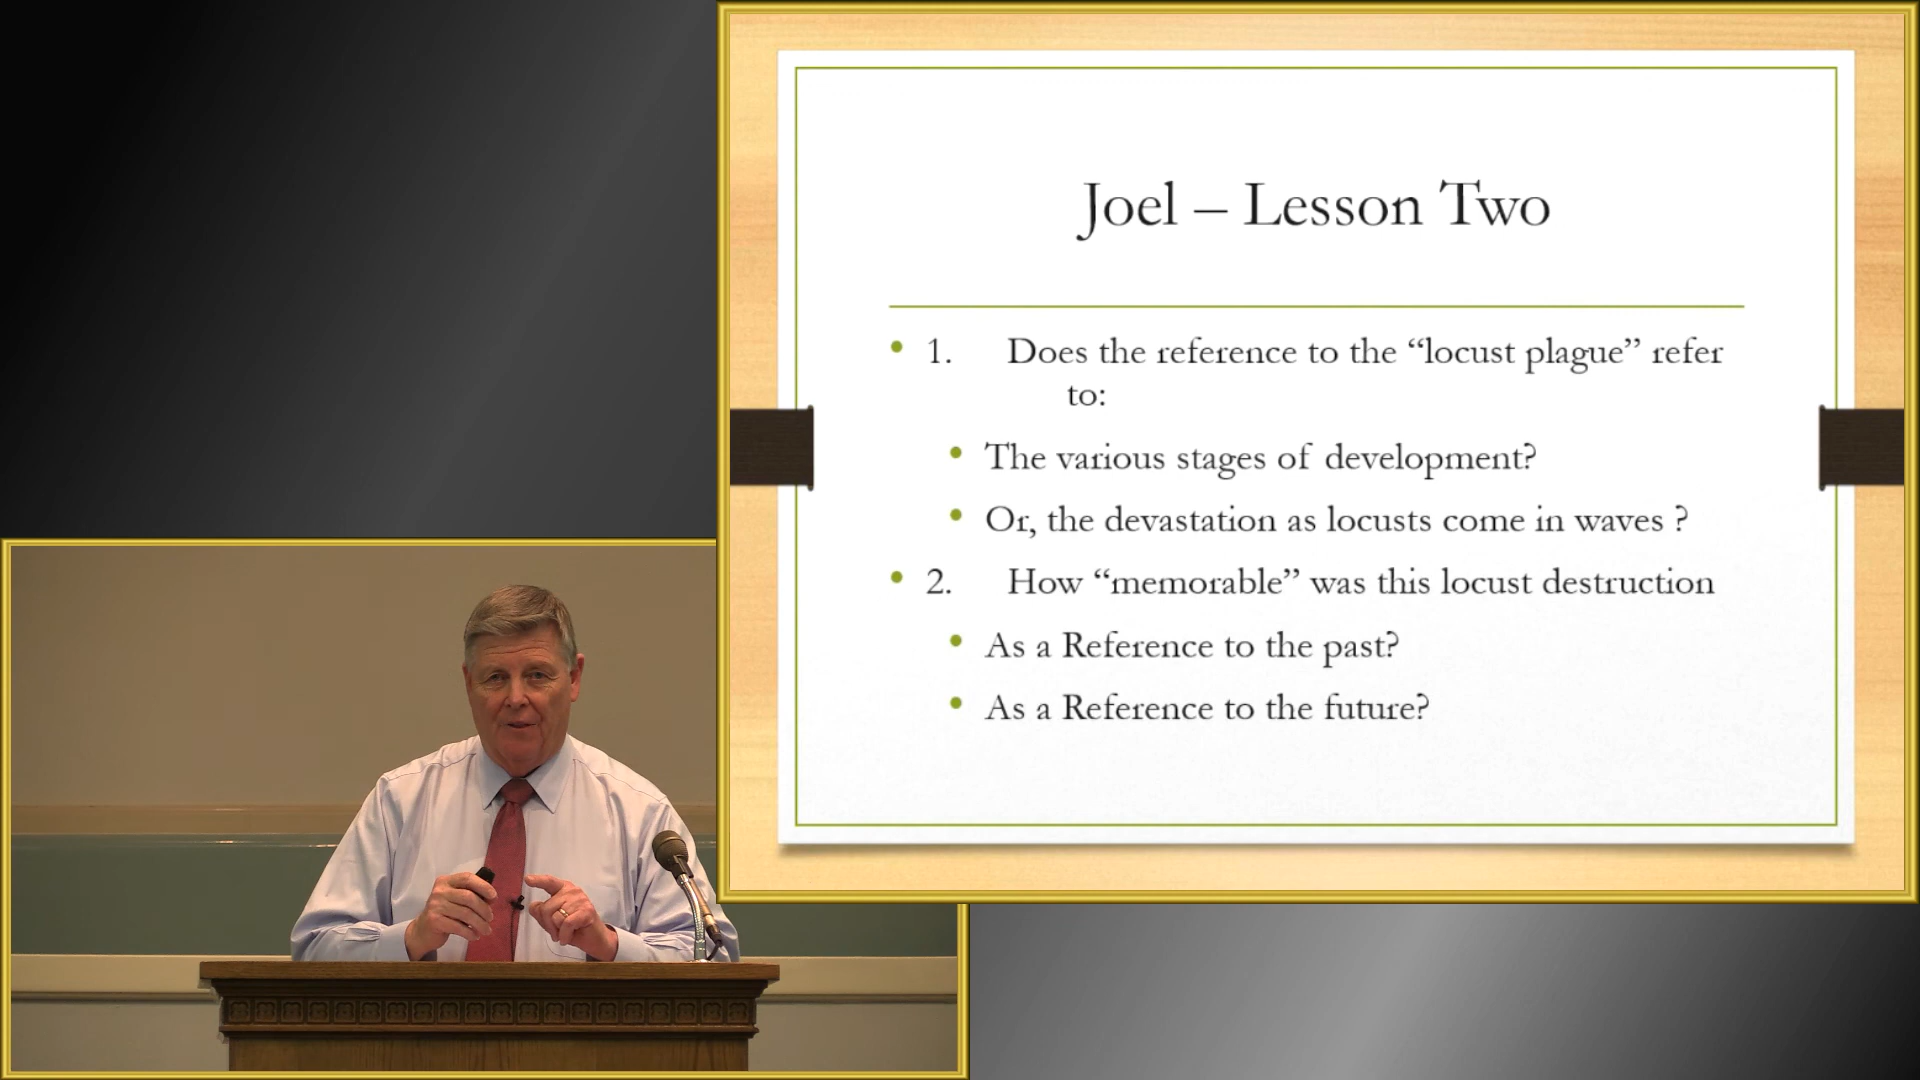 Joel – Lesson Two
• 1. Does the reference to the “locust plague” refer
to:
• The various stages of development?
• Or, the devastation as locusts come in waves ?
• 2. How “memorable” was this locust destruction
• As a Reference to the past?
• As a Reference to the future?